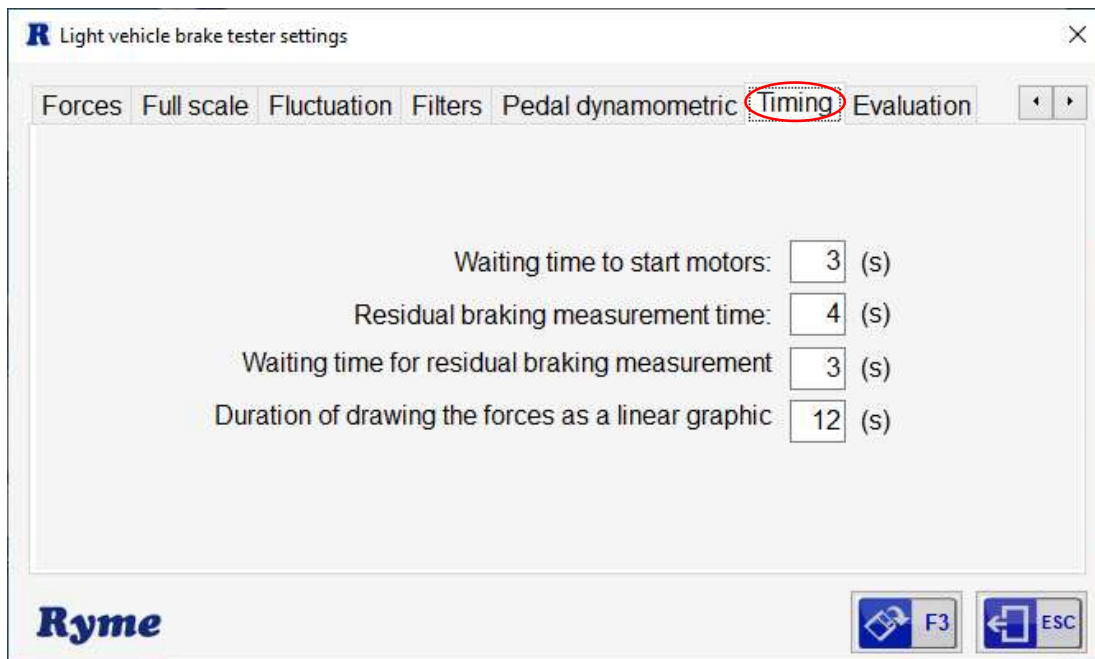 R Light vehicle brake tester settings
Forces Full scale Fluctuation Filters Pedal dynamometric Timing Evaluation
Waiting time to start motors: 3 (s)
Residual braking measurement time: 4 (s)
Waiting time for residual braking measurement 3 (s)
Duration of drawing the forces as a linear graphic 12 (s)
Ryme F3 ESC